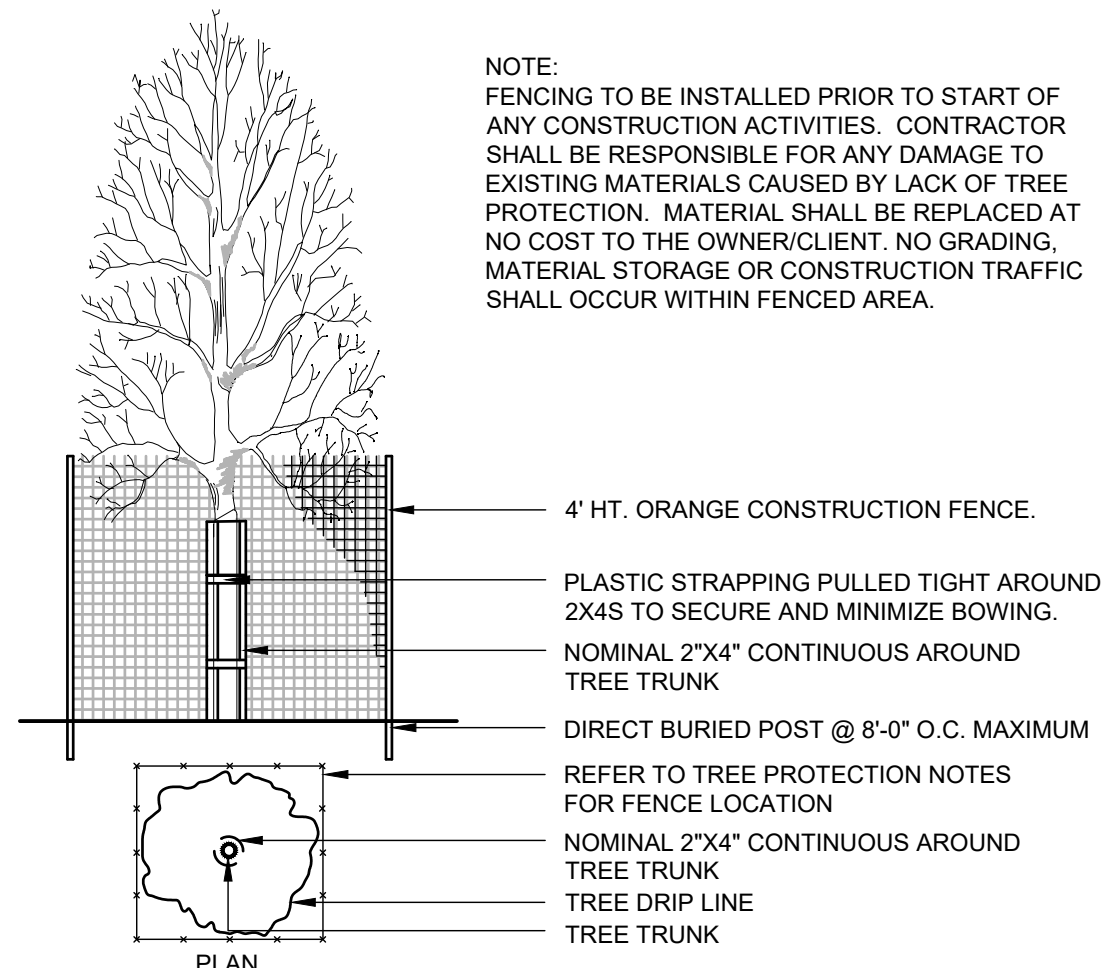 NOTE:
FENCING TO BE INSTALLED PRIOR TO START OF
ANY CONSTRUCTION ACTIVITIES. CONTRACTOR
SHALL BE RESPONSIBLE FOR ANY DAMAGE TO
EXISTING MATERIALS CAUSED BY LACK OF TREE
PROTECTION. MATERIAL SHALL BE REPLACED AT
NO COST TO THE OWNER/CLIENT. NO GRADING,
MATERIAL STORAGE OR CONSTRUCTION TRAFFIC
SHALL OCCUR WITHIN FENCED AREA.
4' HT. ORANGE CONSTRUCTION FENCE.
PLASTIC STRAPPING PULLED TIGHT AROUND
2X4S TO SECURE AND MINIMIZE BOWING.
NOMINAL 2"X4" CONTINUOUS AROUND
TREE TRUNK
DIRECT BURIED POST @ 8'-0" O.C. MAXIMUM
REFER TO TREE PROTECTION NOTES
FOR FENCE LOCATION
NOMINAL 2"X4" CONTINUOUS AROUND
TREE TRUNK
TREE DRIP LINE
TREE TRUNK
PLAN